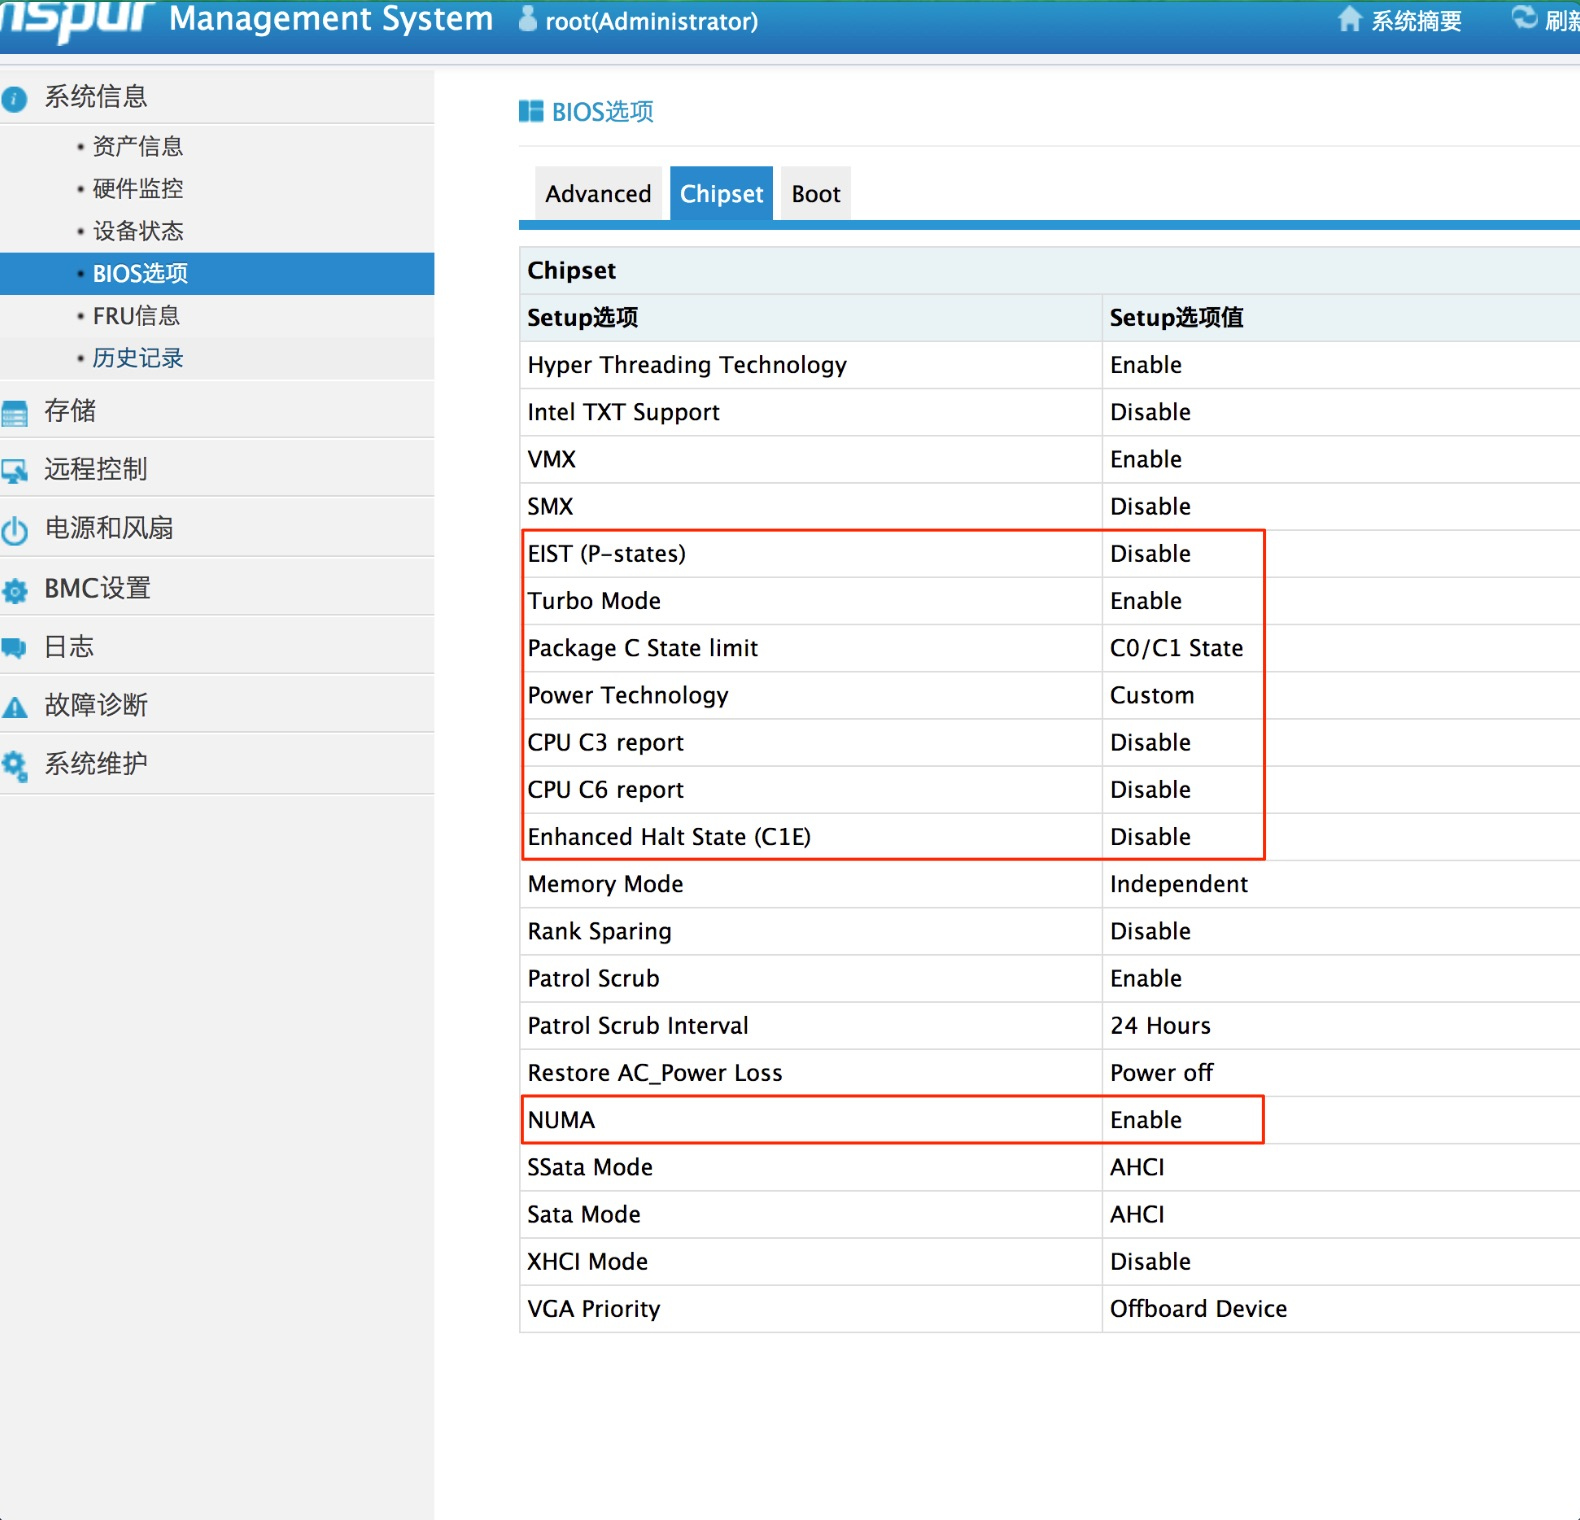 nspur Management System root(Administrator) 系统摘要 刷新
系统信息
• 资产信息
• 硬件监控
• 设备状态
• BIOS选项
• FRU信息
• 历史记录
存储
远程控制
电源和风扇
BMC设置
日志
故障诊断
系统维护
BIOS选项
Advanced Chipset Boot
Chipset
Setup选项 Setup选项值
Hyper Threading Technology Enable
Intel TXT Support Disable
VMX Enable
SMX Disable
EIST (P-states) Disable
Turbo Mode Enable
Package C State limit C0/C1 State
Power Technology Custom
CPU C3 report Disable
CPU C6 report Disable
Enhanced Halt State (C1E) Disable
Memory Mode Independent
Rank Sparing Disable
Patrol Scrub Enable
Patrol Scrub Interval 24 Hours
Restore AC_Power Loss Power off
NUMA Enable
SSata Mode AHCI
Sata Mode AHCI
XHCI Mode Disable
VGA Priority Offboard Device